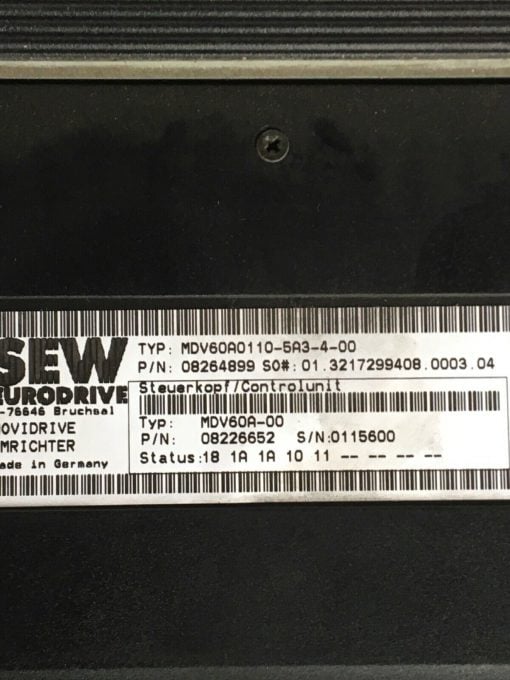 SEW
EURODRIVE
-76646 Bruchsal
OVIDRIVE
MRICHTER
ade in Germany
TYP: MDV60A0110-5A3-4-00
P/N: 08264899 SO#: 01.3217299408.0003.04
Steuerkopf/Controlunit
Typ: MDV60A-00
P/N: 08226652 S/N:0115600
Status:18 1A 1A 10 11 -- -- -- --